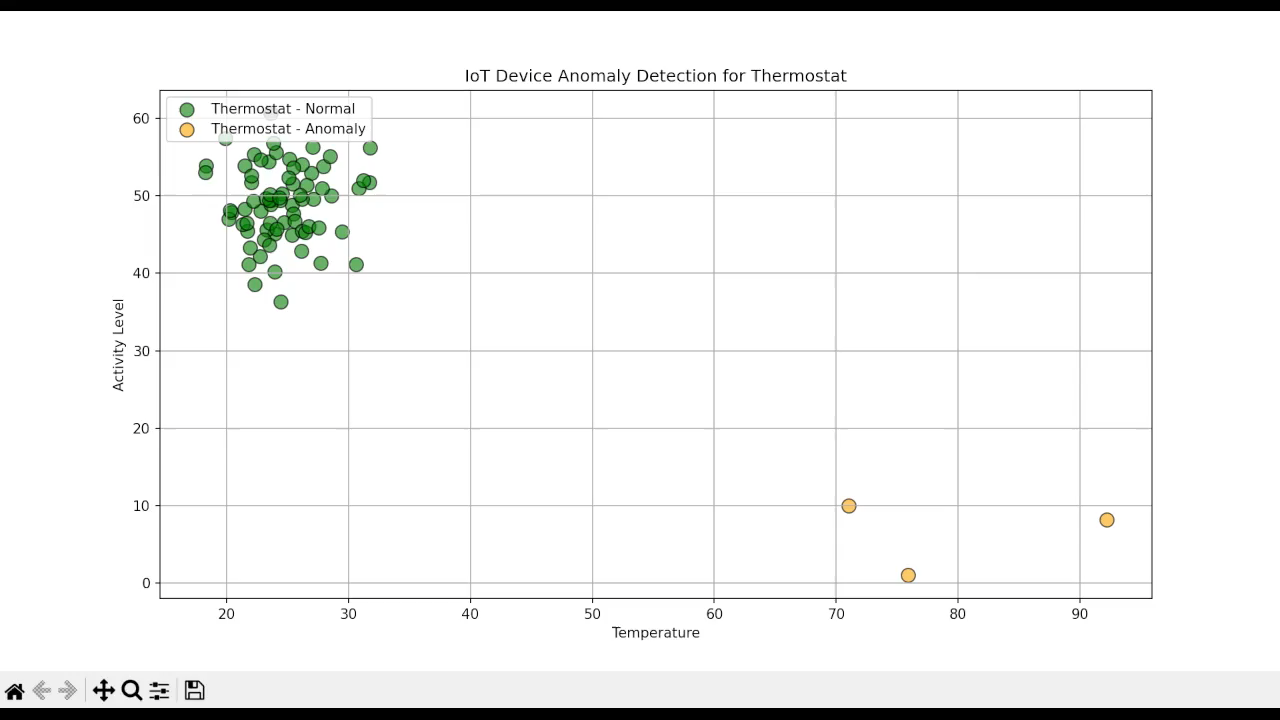 IoT Device Anomaly Detection for Thermostat
Thermostat - Normal
Thermostat - Anomaly
60
50
40
30
20
10
0
Activity Level
20 30 40 50 60 70 80 90
Temperature